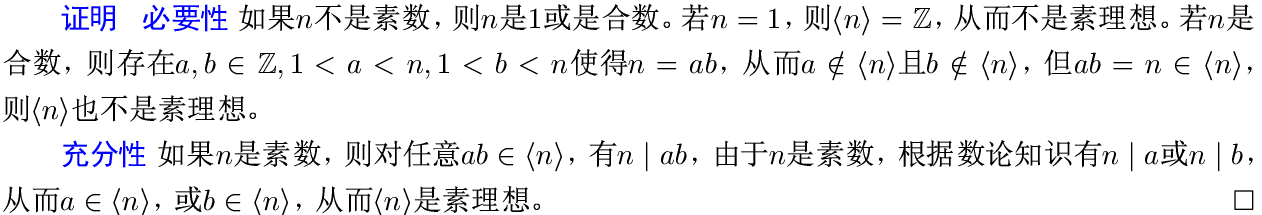 证明 必要性 如果n不是素数，则n是1或是合数。若n = 1，则⟨n⟩ = ℤ，从而不是素理想。若n是
合数，则存在a, b ∈ ℤ, 1 < a < n, 1 < b < n使得n = ab，从而a ∉ ⟨n⟩且b ∉ ⟨n⟩，但ab = n ∈ ⟨n⟩，
则⟨n⟩也不是素理想。
充分性 如果n是素数，则对任意ab ∈ ⟨n⟩，有n | ab，由于n是素数，根据数论知识有n | a或n | b，
从而a ∈ ⟨n⟩，或b ∈ ⟨n⟩，从而⟨n⟩是素理想。 □